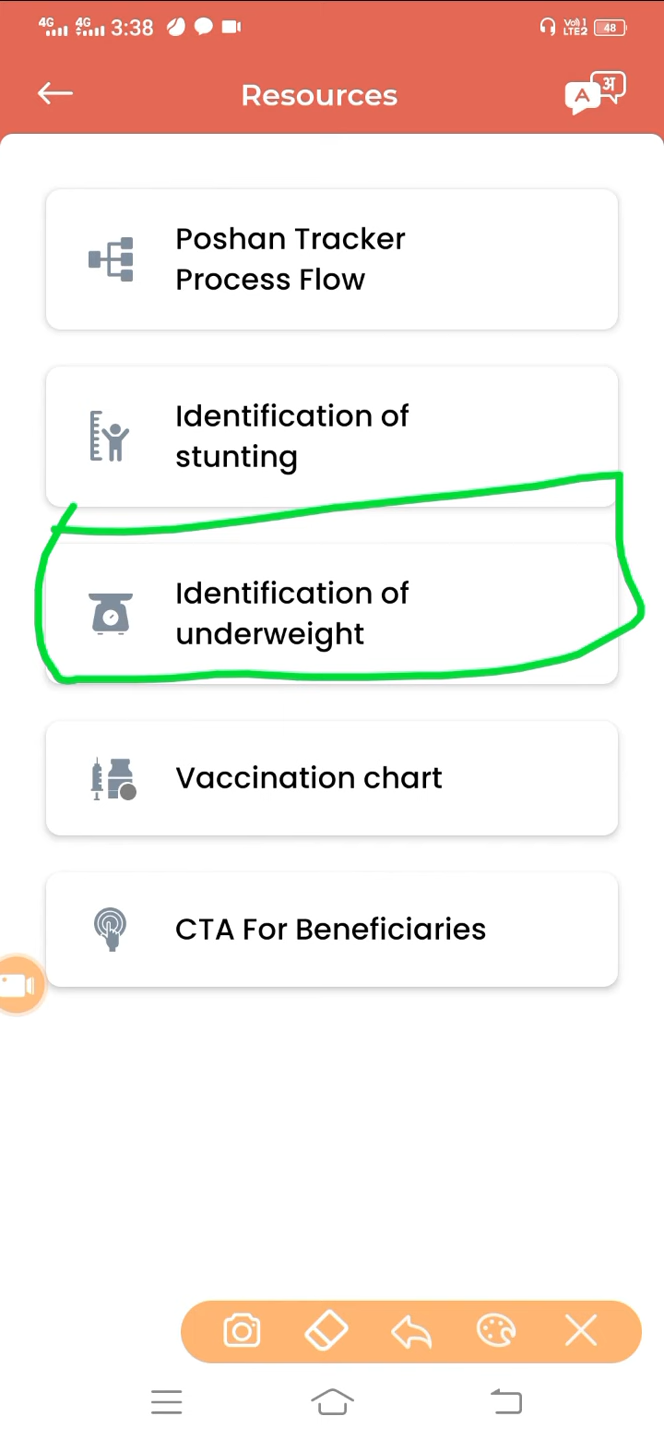 4G 4G 3:38 VoB 1 LTE2 48
Resources
A अ
Poshan Tracker
Process Flow
Identification of
stunting
Identification of
underweight
Vaccination chart
CTA For Beneficiaries